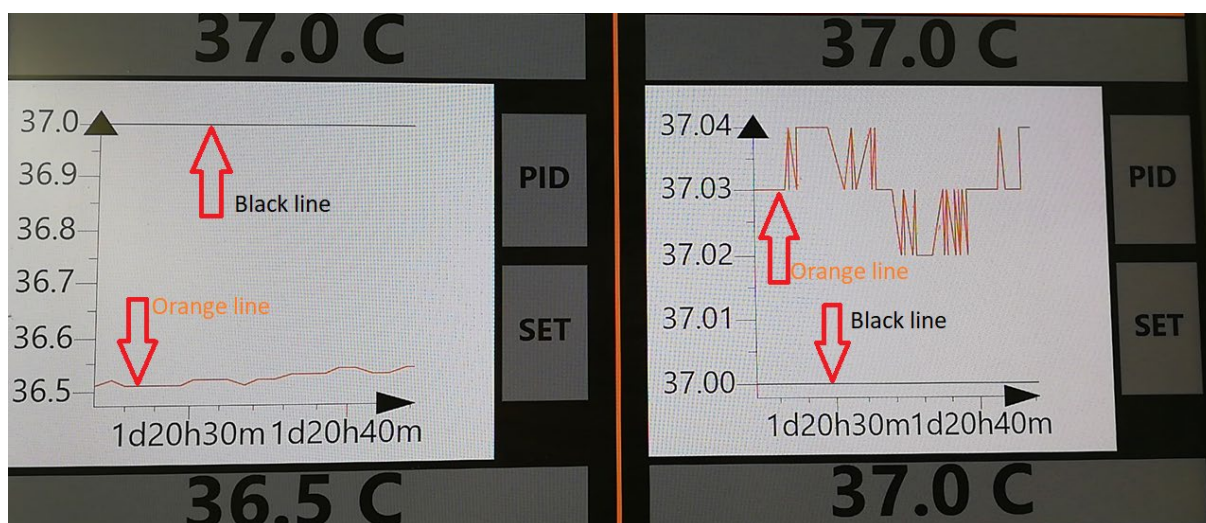 37.0 C
37.0
36.9
36.8
36.7
36.6
36.5
Black line
Orange line
1d20h30m 1d20h40m
PID
SET
36.5 C
37.0 C
37.04
37.03
37.02
37.01
37.00
Orange line
Black line
1d20h30m1d20h40m
PID
SET
37.0 C